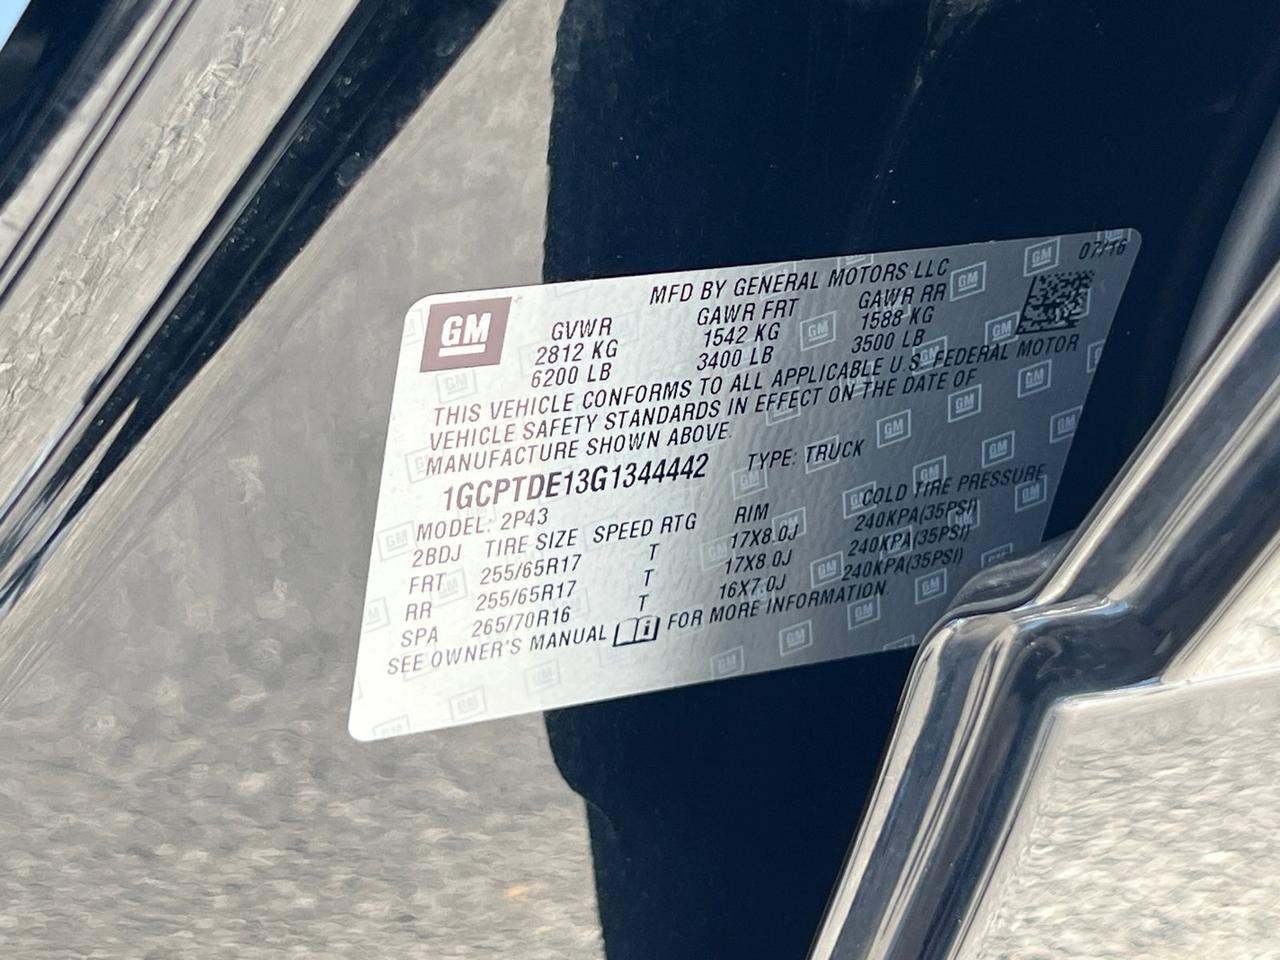 07/16
MFD BY GENERAL MOTORS LLC
GM
GVWR GAWR FRT GAWR RR
2812 KG 1542 KG 1588 KG
6200 LB 3400 LB 3500 LB
THIS VEHICLE CONFORMS TO ALL APPLICABLE U.S. FEDERAL MOTOR
VEHICLE SAFETY STANDARDS IN EFFECT ON THE DATE OF
MANUFACTURE SHOWN ABOVE.
1GCPTDE13G1344442 TYPE: TRUCK
MODEL: 2P43
2BDJ TIRE SIZE SPEED RTG RIM COLD TIRE PRESSURE
FRT 255/65R17 T 17X8.0J 240KPA(35PSI)
RR 255/65R17 T 17X8.0J 240KPA(35PSI)
SPA 265/70R16 T 16X7.0J 240KPA(35PSI)
SEE OWNER'S MANUAL FOR MORE INFORMATION.